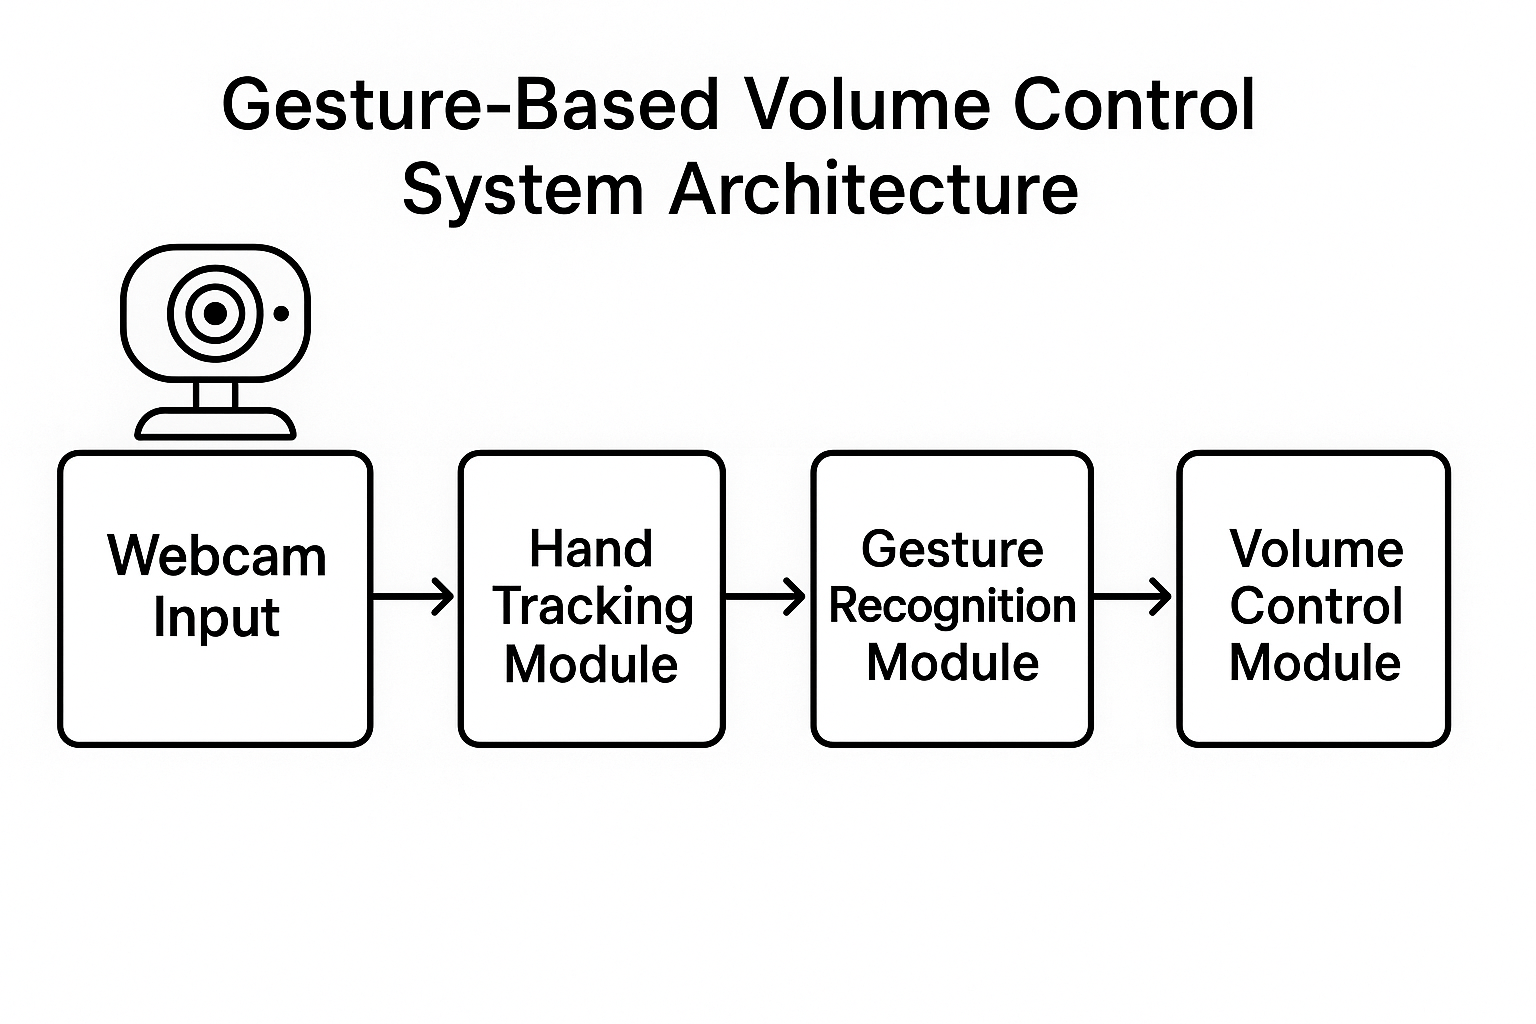 Gesture-Based Volume Control
System Architecture
Webcam
Input
Hand
Tracking
Module
Gesture
Recognition
Module
Volume
Control
Module